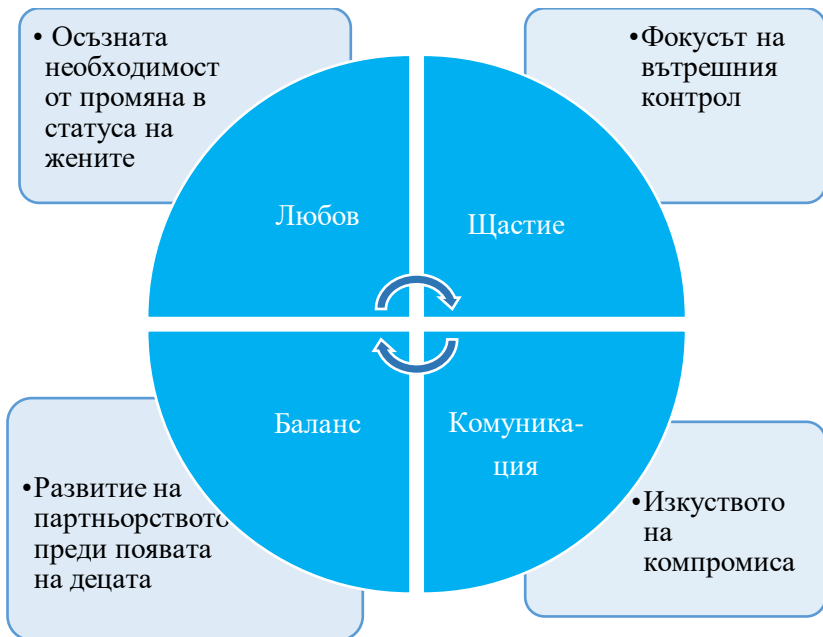 • Осъзната
необходимост
от промяна в
статуса на
жените
•Фокусът на
вътрешния
контрол
Любов
Щастие
Баланс
Комуника-
ция
•Развитие на
партньорството
преди появата
на децата
•Изкуството
на
компромиса